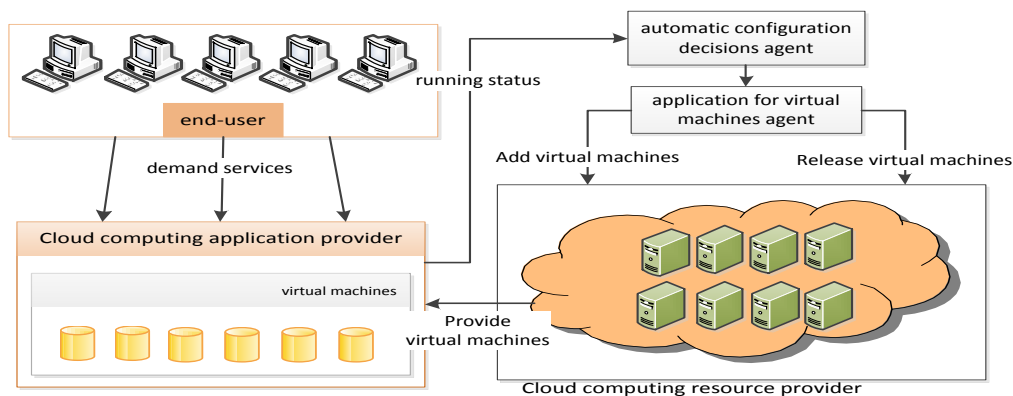 automatic configuration
decisions agent
running status
end-user
application for virtual
machines agent
demand services
Add virtual machines
Release virtual machines
Cloud computing application provider
virtual machines
Provide
virtual machines
Cloud computing resource provider